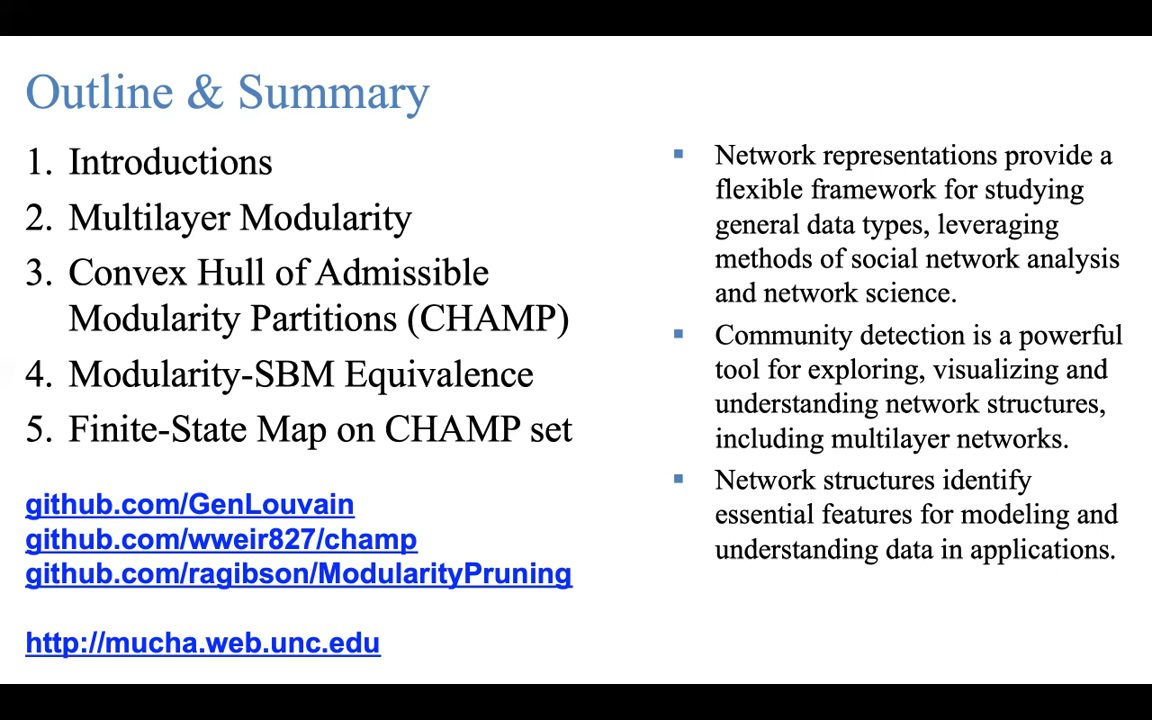 Outline & Summary
1. Introductions
2. Multilayer Modularity
3. Convex Hull of Admissible
Modularity Partitions (CHAMP)
4. Modularity-SBM Equivalence
5. Finite-State Map on CHAMP set
github.com/GenLouvain
github.com/wweir827/champ
github.com/ragibson/ModularityPruning
http://mucha.web.unc.edu
▪ Network representations provide a
flexible framework for studying
general data types, leveraging
methods of social network analysis
and network science.
▪ Community detection is a powerful
tool for exploring, visualizing and
understanding network structures,
including multilayer networks.
▪ Network structures identify
essential features for modeling and
understanding data in applications.